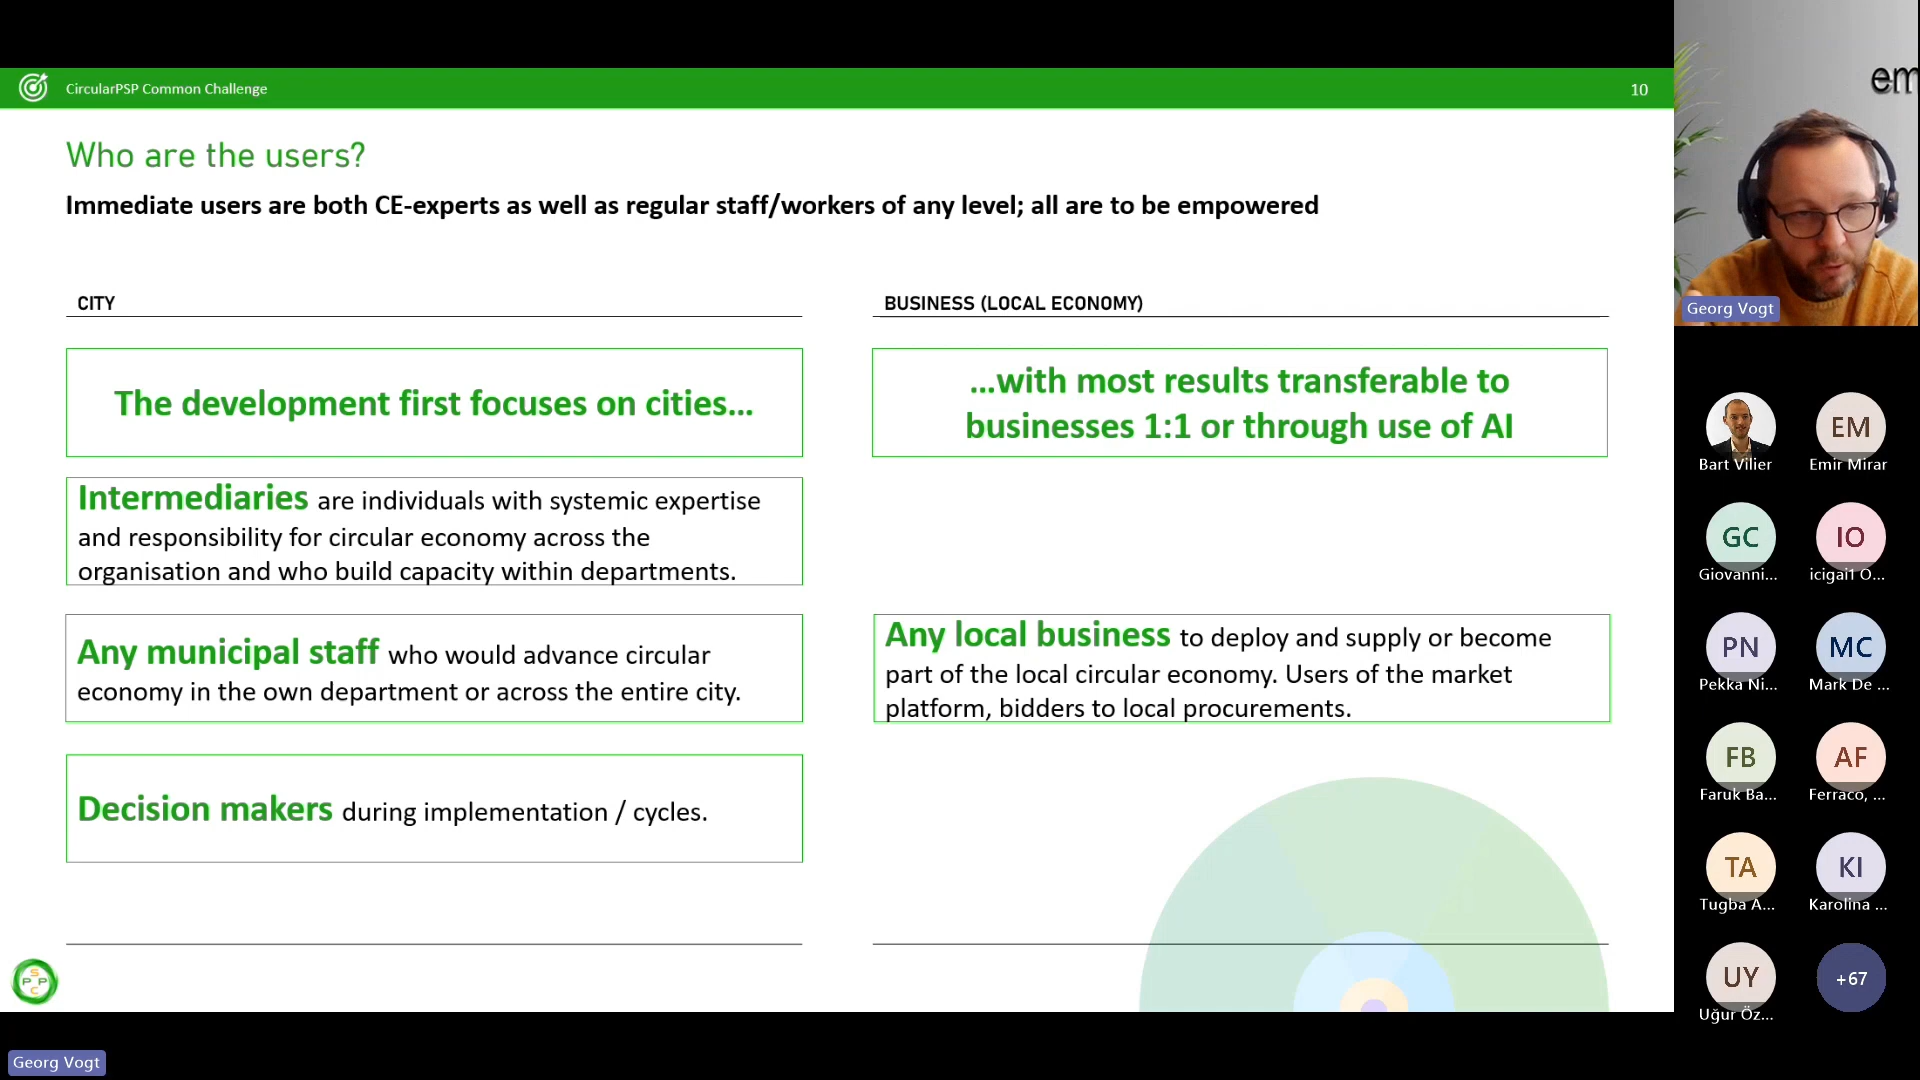 CircularPSP Common Challenge
10
Who are the users?
Immediate users are both CE-experts as well as regular staff/workers of any level; all are to be empowered
CITY
The development first focuses on cities...
Intermediaries are individuals with systemic expertise
and responsibility for circular economy across the
organisation and who build capacity within departments.
Any municipal staff who would advance circular
economy in the own department or across the entire city.
Decision makers during implementation / cycles.
BUSINESS (LOCAL ECONOMY)
...with most results transferable to
businesses 1:1 or through use of AI
Any local business to deploy and supply or become
part of the local circular economy. Users of the market
platform, bidders to local procurements.
S
P P
C
Georg Vogt
em
Georg Vogt
Bart Vilier
EM
Emir Mirar
GC
Giovanni...
IO
icigai1 O...
PN
Pekka Ni...
MC
Mark De ...
FB
Faruk Ba...
AF
Ferraco, ...
TA
Tugba A...
KI
Karolina ...
UY
Uğur Öz...
+67